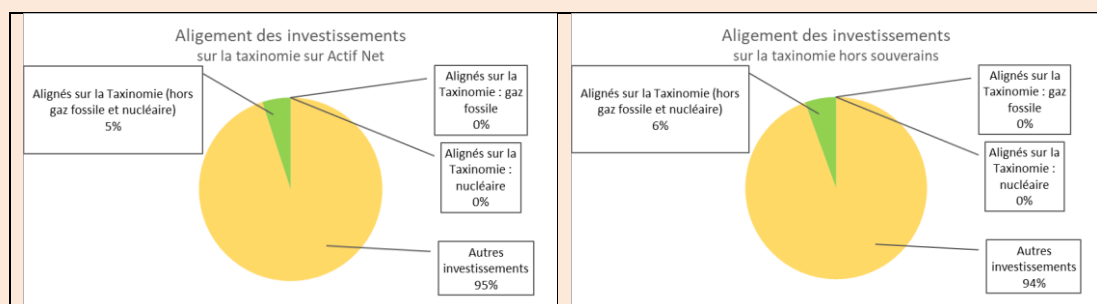 Aligement des investissements
sur la taxinomie sur Actif Net
Alignés sur la Taxinomie (hors
gaz fossile et nucléaire)
5%
Alignés sur la
Taxinomie : gaz
fossile
0%
Alignés sur la
Taxinomie :
nucléaire
0%
Autres
investissements
95%
Alignement des investissements
sur la taxinomie hors souverains
Alignés sur la Taxinomie (hors
gaz fossile et nucléaire)
6%
Alignés sur la
Taxinomie : gaz
fossile
0%
Alignés sur la
Taxinomie :
nucléaire
0%
Autres
investissements
94%